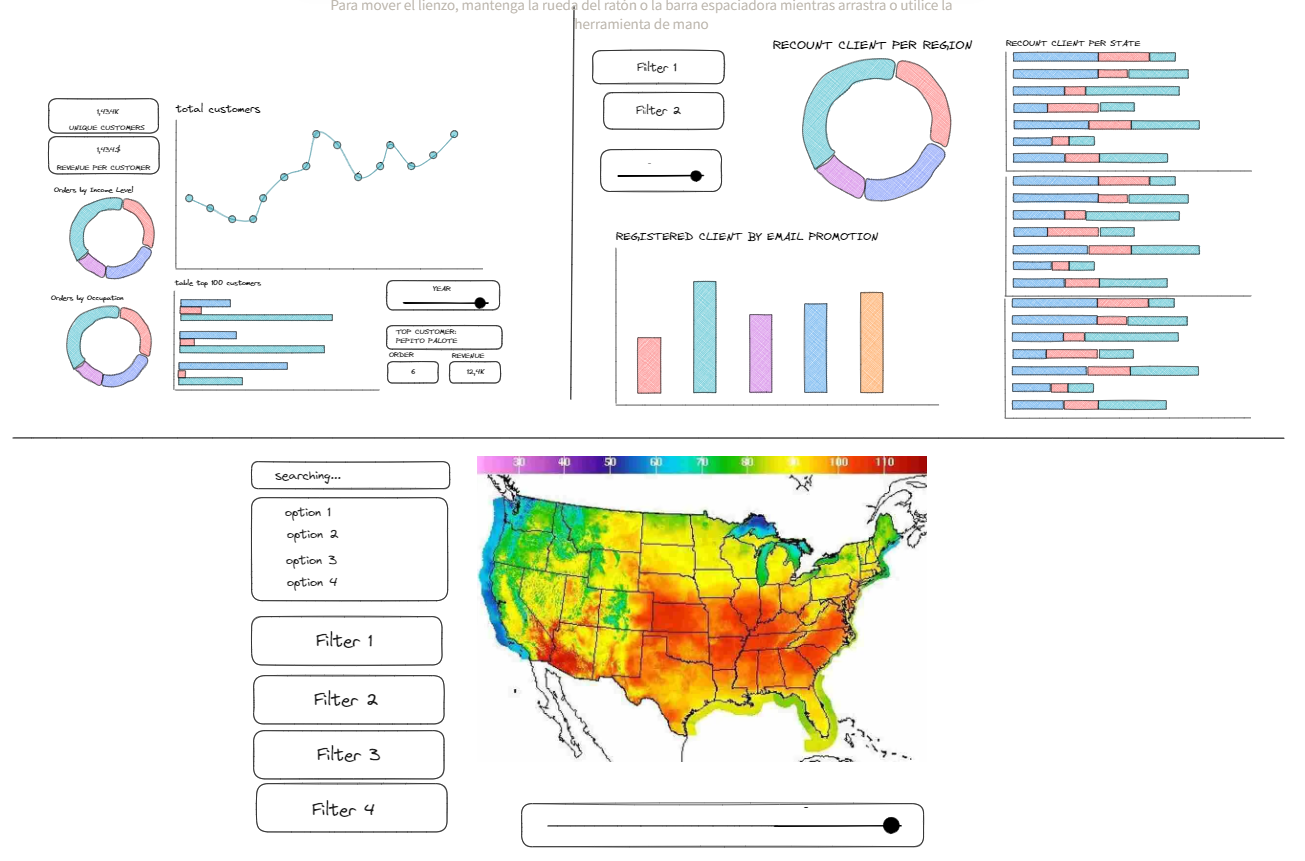 Para mover el lienzo, mantenga la rueda del ratón o la barra espaciadora mientras arrastra o utilice la
herramienta de mano
1,434K
UNIQUE CUSTOMERS
1,434$
REVENUE PER CUSTOMER
Orders by Income Level
Orders by Occupation
total customers
table top 100 customers
YEAR
TOP CUSTOMER:
PEPITO PALOTE
ORDER
REVENUE
6
12,4K
Filter 1
Filter 2
RECOUNT CLIENT PER REGION
REGISTERED CLIENT BY EMAIL PROMOTION
RECOUNT CLIENT PER STATE
searching...
option 1
option 2
option 3
option 4
Filter 1
Filter 2
Filter 3
Filter 4
30 40 50 60 70 80 90 100 110